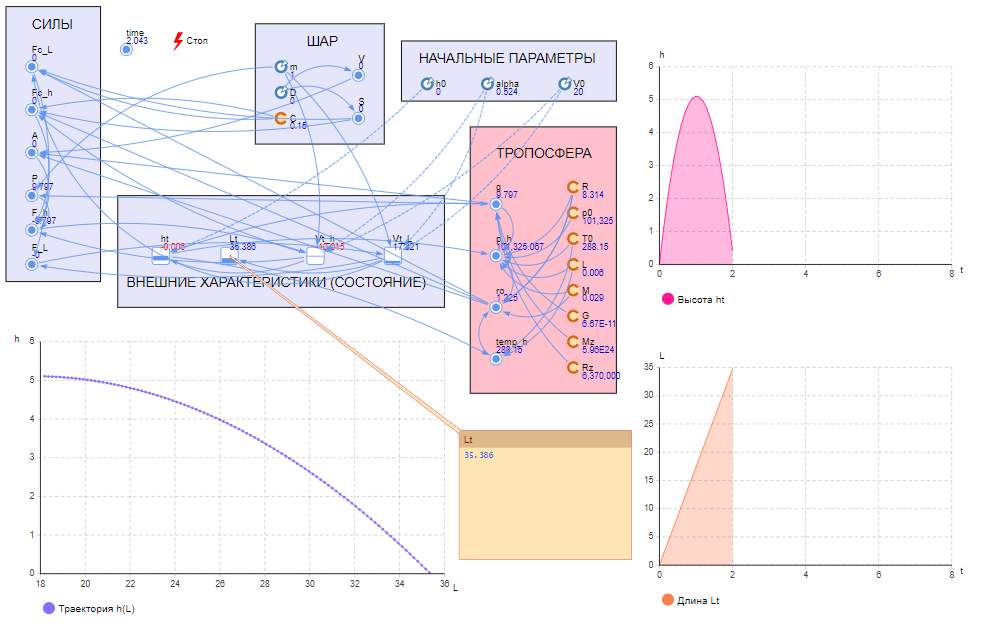 СИЛЫ
Fc_L
0
Fc_h
0
A
0
P
9.797
F_h
-9.797
F_L
-0
time
2.043
Стоп
ШАР
m
1
D
0
C
0.15
V
0
S
0
НАЧАЛЬНЫЕ ПАРАМЕТРЫ
h0
0
alpha
0.524
V0
20
ТРОПОСФЕРА
g
9.797
p_h
101,325.067
ro
1.225
temp_h
288.15
R
8.314
p0
101,325
T0
288.15
L
0.006
M
0.029
G
6.67E-11
Mz
5.96E24
Rz
6,370,000
ht
-0.006
Lt
35.386
Vt_h
-10.015
Vt_L
17.321
ВНЕШНИЕ ХАРАКТЕРИСТИКИ (СОСТОЯНИЕ)
h
6
5
4
3
2
1
0
0
2
4
6
8
t
Высота ht
L
35
30
25
20
15
10
5
0
0
2
4
6
8
t
Длина Lt
h
6
5
4
3
2
1
0
18
20
22
24
26
28
30
32
34
36
L
Траектория h(L)
Lt
35.386